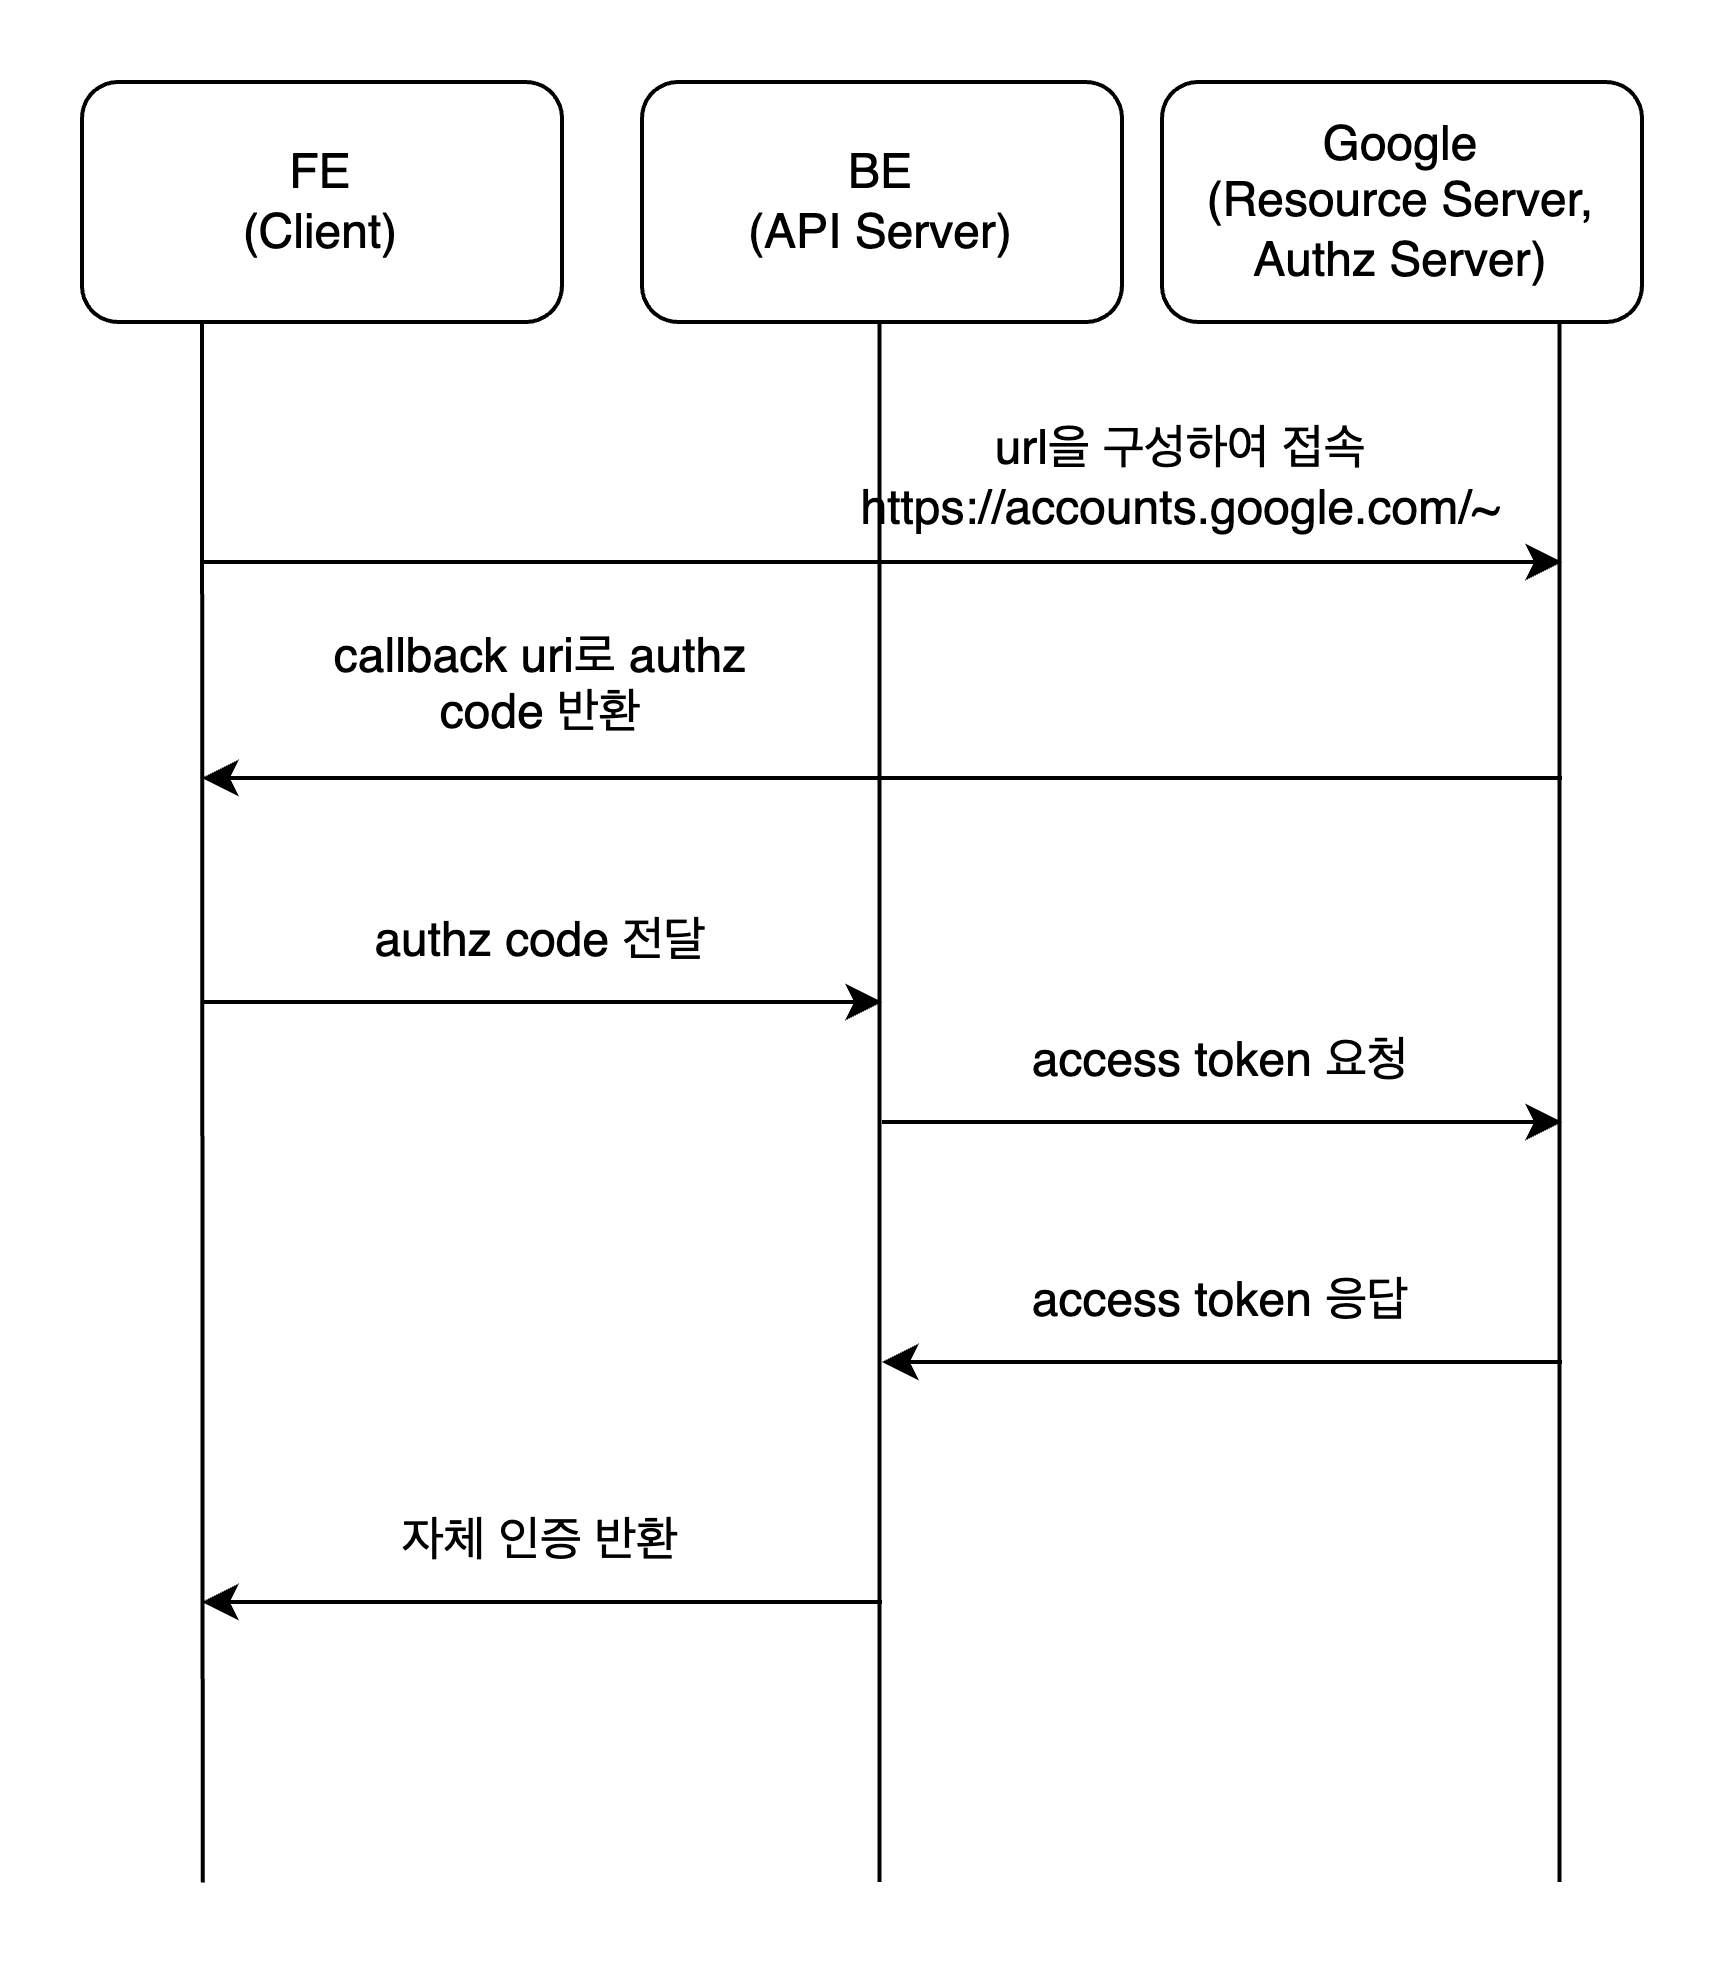 FE
(Client)
BE
(API Server)
Google
(Resource Server,
Authz Server)
url을 구성하여 접속
https://accounts.google.com/~
callback uri로 authz
code 반환
authz code 전달
access token 요청
access token 응답
자체 인증 반환